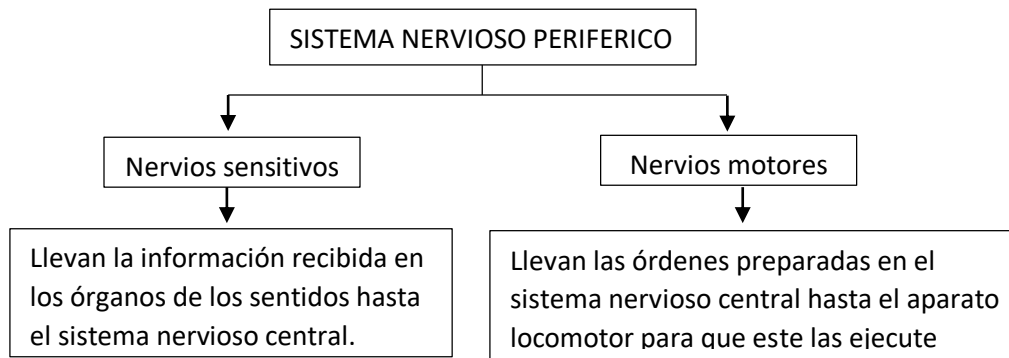 SISTEMA NERVIOSO PERIFERICO
Nervios sensitivos
Nervios motores
Llevan la información recibida en
los órganos de los sentidos hasta
el sistema nervioso central.
Llevan las órdenes preparadas en el
sistema nervioso central hasta el aparato
locomotor para que este las ejecute